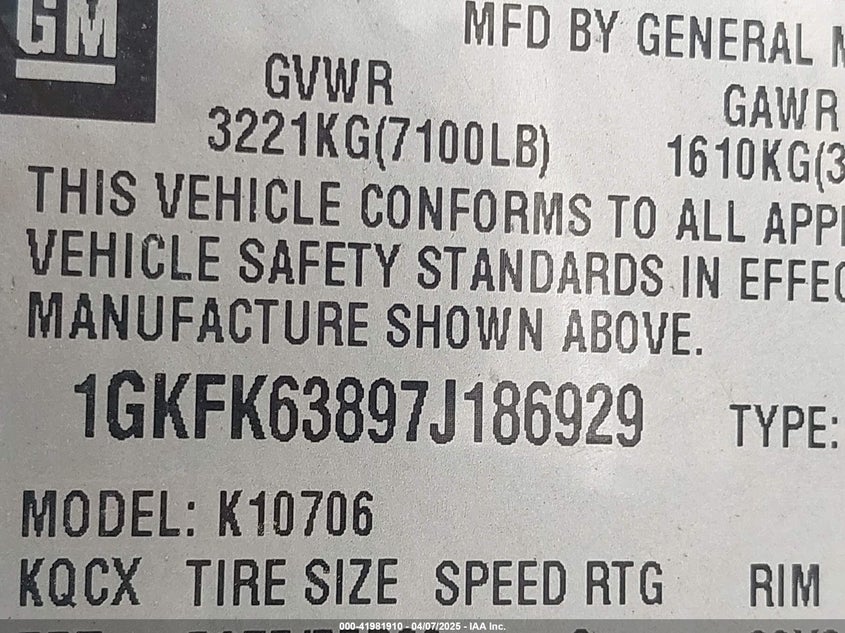 GM
MFD BY GENERAL
GVWR GAWR
3221KG(7100LB) 1610KG(3
THIS VEHICLE CONFORMS TO ALL APPL
VEHICLE SAFETY STANDARDS IN EFFEC
MANUFACTURE SHOWN ABOVE.
1GKFK63897J186929 TYPE:
MODEL: K10706
KQCX TIRE SIZE SPEED RTG RIM
000-41981910 - 04/07/2025 - IAA Inc.